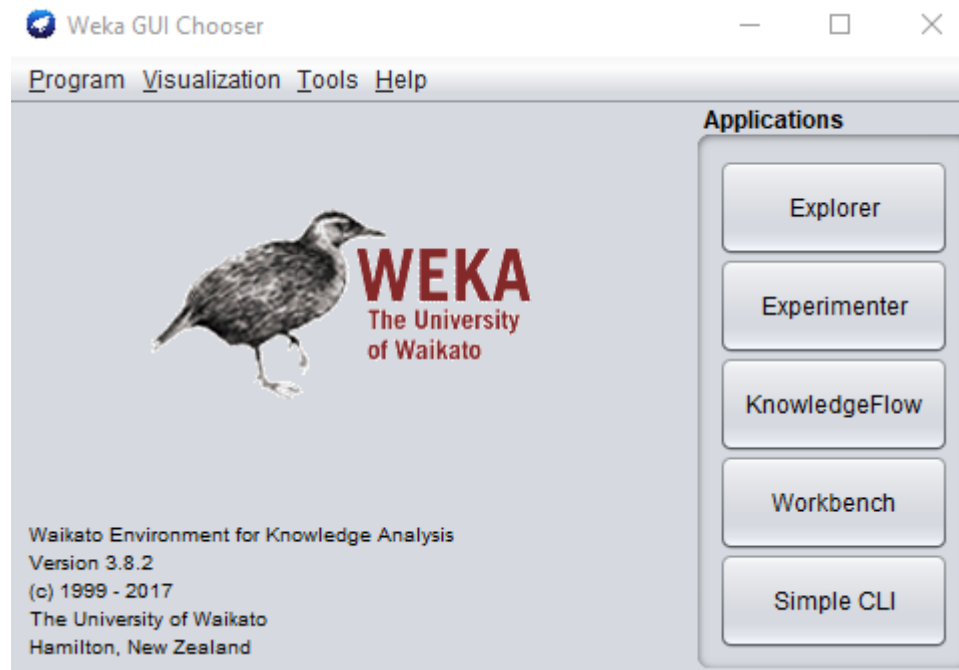 Weka GUI Chooser
Program Visualization Tools Help
Applications
Explorer
Experimenter
KnowledgeFlow
Workbench
Simple CLI
WEKA
The University
of Waikato
Waikato Environment for Knowledge Analysis
Version 3.8.2
(c) 1999 - 2017
The University of Waikato
Hamilton, New Zealand